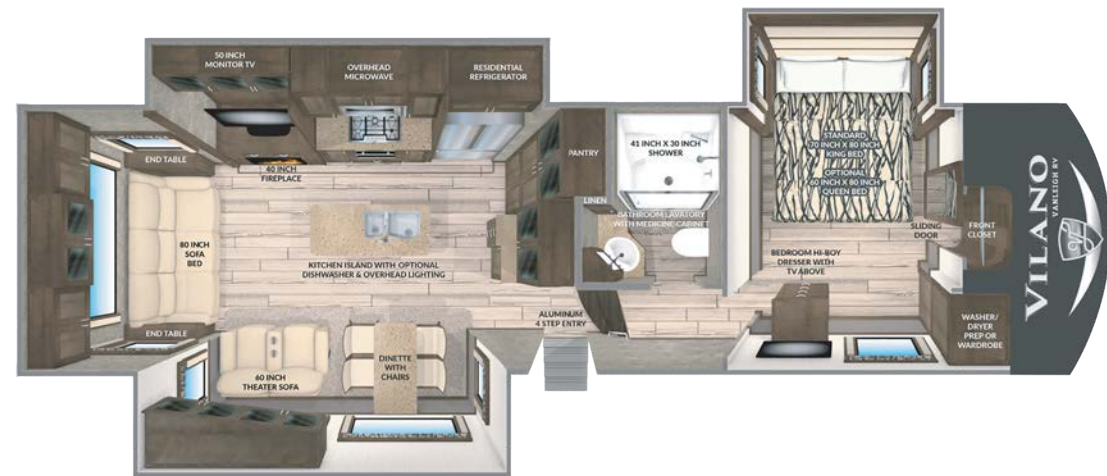 50 INCH
MONITOR TV
OVERHEAD
MICROWAVE
RESIDENTIAL
REFRIGERATOR
END TABLE
40 INCH
FIREPLACE
PANTRY
41 INCH X 30 INCH
SHOWER
LINEN
BATHROOM LAVATORY
WITH MEDICINE CABINET
STANDARD
70 INCH X 80 INCH
KING BED
OPTIONAL
60 INCH X 80 INCH
QUEEN BED
SLIDING
DOOR
FRONT
CLOSET
VILANO
VANLEIGH RV
80 INCH
SOFA
BED
KITCHEN ISLAND WITH OPTIONAL
DISHWASHER & OVERHEAD LIGHTING
BEDROOM HI-BOY
DRESSER WITH
TV ABOVE
END TABLE
ALUMINUM
4 STEP ENTRY
WASHER/
DRYER
PREP OR
WARDROBE
60 INCH
THEATER SOFA
DINETTE
WITH
CHAIRS